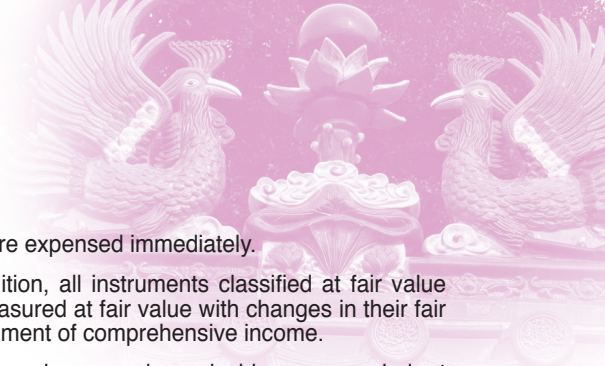 re expensed immediately.
ition, all instruments classified at fair value
asured at fair value with changes in their fair
ment of comprehensive income.